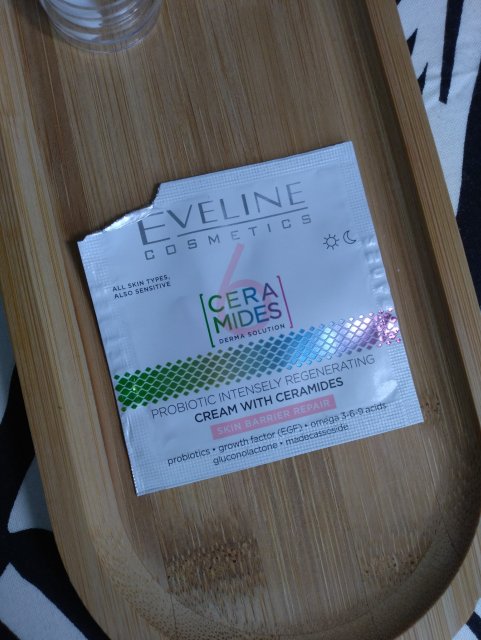 EVELINE
COSMETICS
ALL SKIN TYPES,
ALSO SENSITIVE
6
[CERA
MIDES]
DERMA SOLUTION
PROBIOTIC INTENSELY REGENERATING
CREAM WITH CERAMIDES
SKIN BARRIER REPAIR
probiotics • growth factor (EGF) • omega 3-6-9 acids
gluconolactone • madecassoside